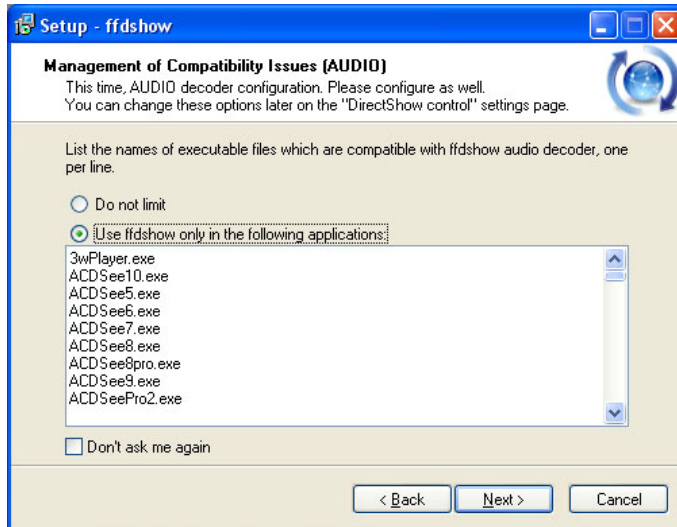 Setup - ffdshow
Management of Compatibility Issues (AUDIO)
This time, AUDIO decoder configuration. Please configure as well.
You can change these options later on the "DirectShow control" settings page.
List the names of executable files which are compatible with ffdshow audio decoder, one
per line.
Do not limit
Use ffdshow only in the following applications:
3wPlayer.exe
ACDSee10.exe
ACDSee5.exe
ACDSee6.exe
ACDSee7.exe
ACDSee8.exe
ACDSee8pro.exe
ACDSee9.exe
ACDSeePro2.exe
Don't ask me again
< Back
Next >
Cancel